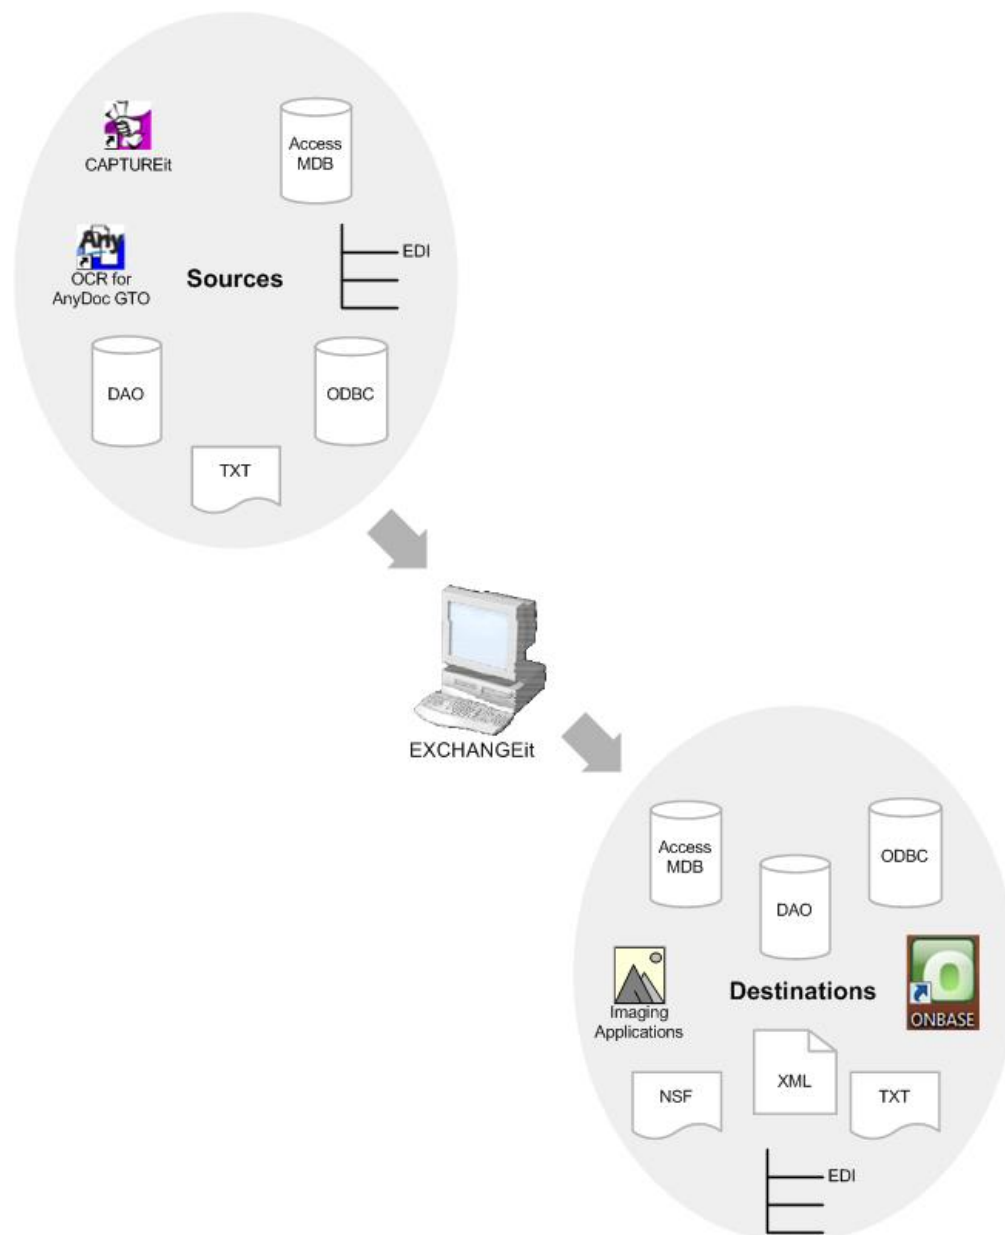 CAPTUREit
Access
MDB
EDI
Any
OCR for
AnyDoc GTO
Sources
DAO
ODBC
TXT
EXCHANGEit
Access
MDB
ODBC
DAO
Imaging
Applications
Destinations
ONBASE
NSF
XML
TXT
EDI